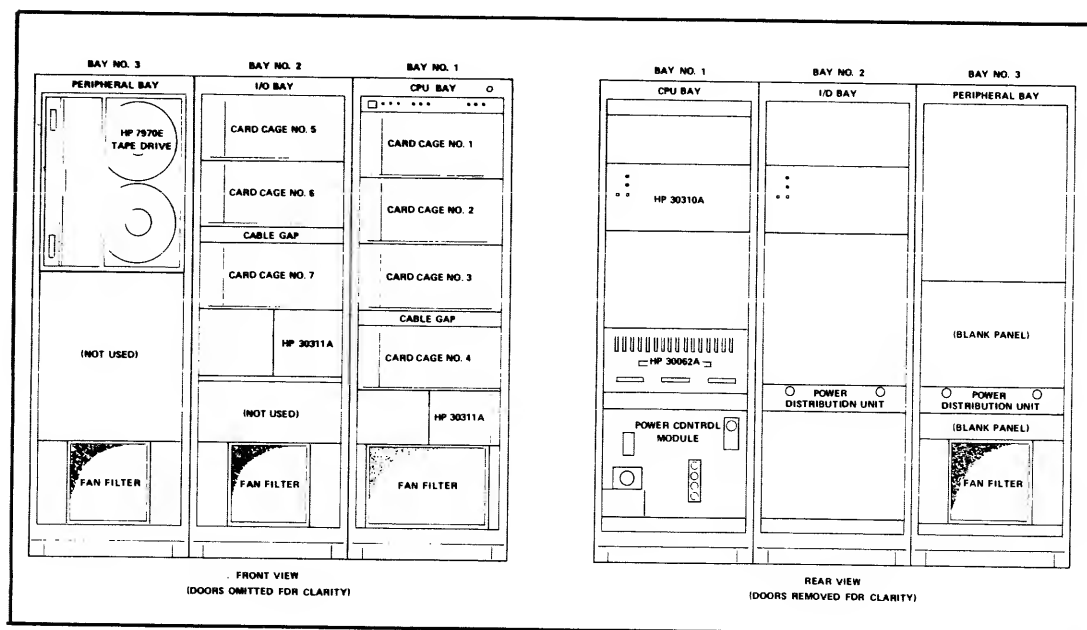 BAY NO. 3
BAY NO. 2
BAY NO. 1
PERIPHERAL BAY
I/O BAY
CPU BAY
HP 7970E
TAPE DRIVE
(NOT USED)
FAN FILTER
CARD CAGE NO. 5
CARD CAGE NO. 6
CABLE GAP
CARD CAGE NO. 7
HP 30311A
(NOT USED)
FAN FILTER
CARD CAGE NO. 1
CARD CAGE NO. 2
CARD CAGE NO. 3
CABLE GAP
CARD CAGE NO. 4
HP 30311A
FAN FILTER
FRONT VIEW
(DOORS OMITTED FDR CLARITY)
BAY NO. 1
BAY NO. 2
BAY NO. 3
CPU BAY
I/D BAY
PERIPHERAL BAY
HP 30310A
HP 30062A
POWER CDNTRDL
MODULE
POWER
DISTRIBUTION UNIT
(BLANK PANEL)
POWER
DISTRIBUTION UNIT
(BLANK PANEL)
FAN FILTER
REAR VIEW
(DOORS REMOVED FDR CLARITY)